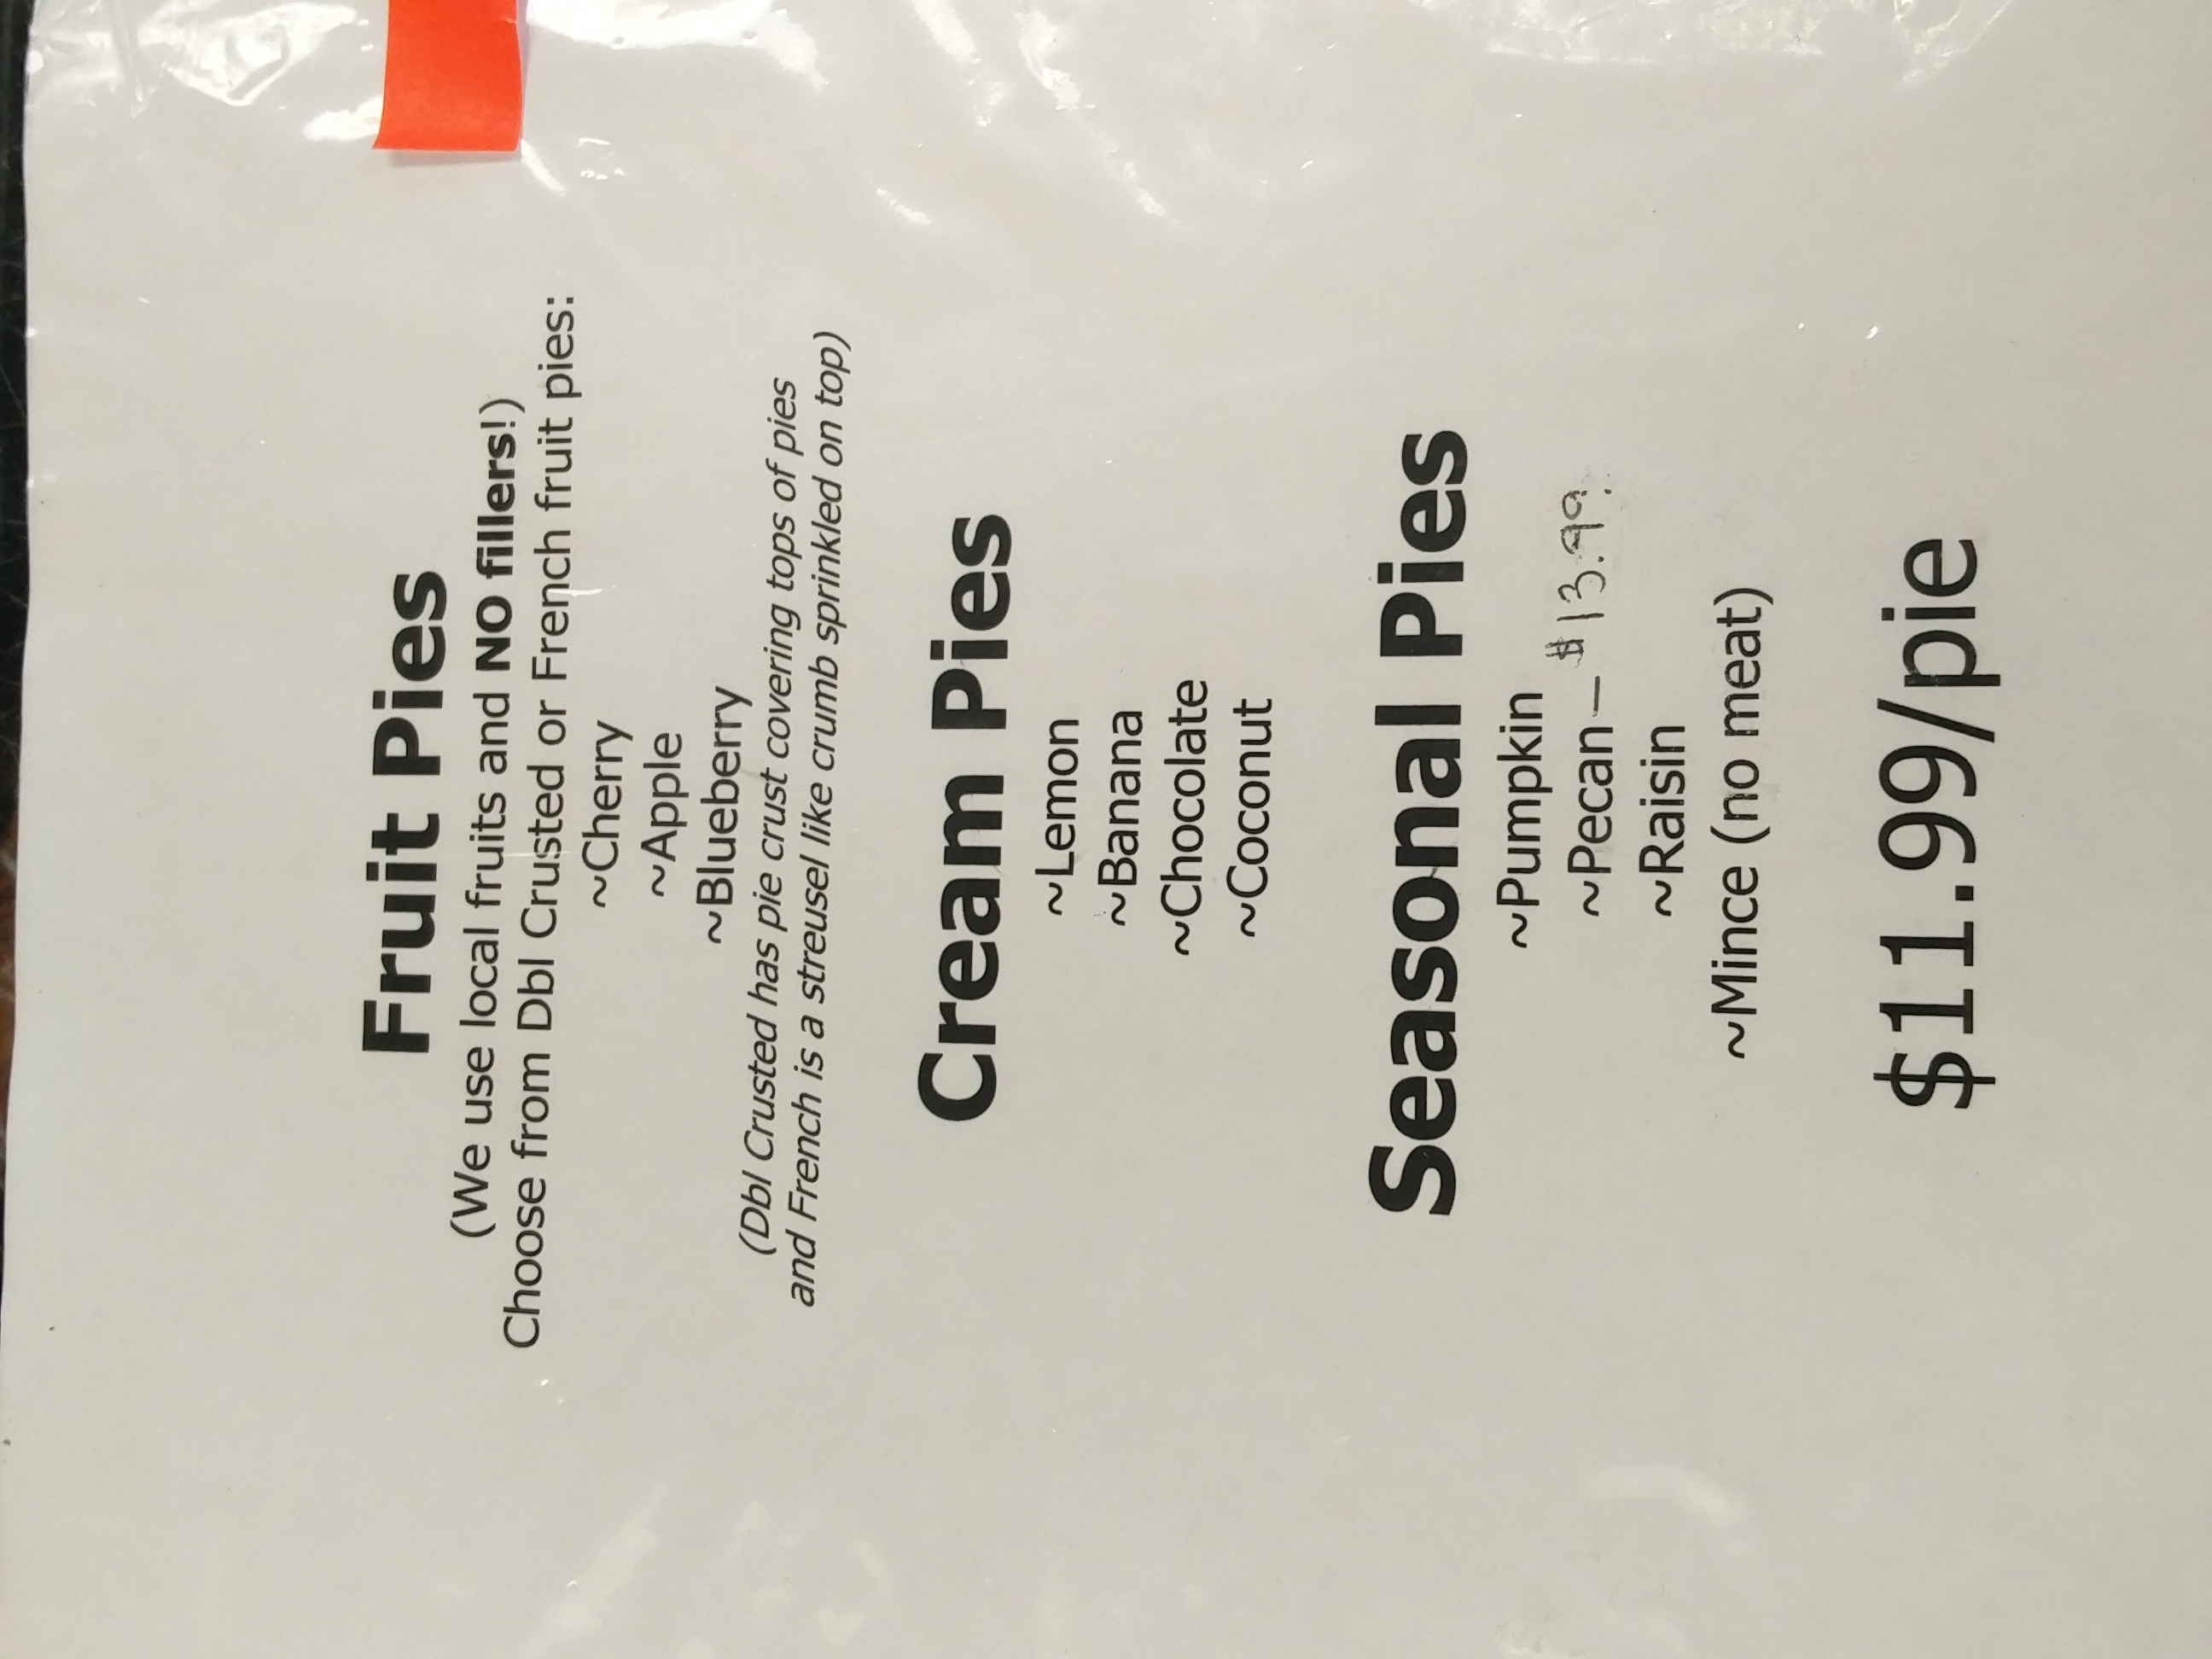 Fruit Pies
(We use local fruits and NO fillers!)
Choose from Dbl Crusted or French fruit pies:
~Cherry
~Apple
~Blueberry
(Dbl Crusted has pie crust covering tops of pies
and French is a streusel like crumb sprinkled on top)
Cream Pies
~Lemon
~Banana
~Chocolate
~Coconut
Seasonal Pies
~Pumpkin
~Pecan — $13.99.
~Raisin
~Mince (no meat)
$11.99/pie